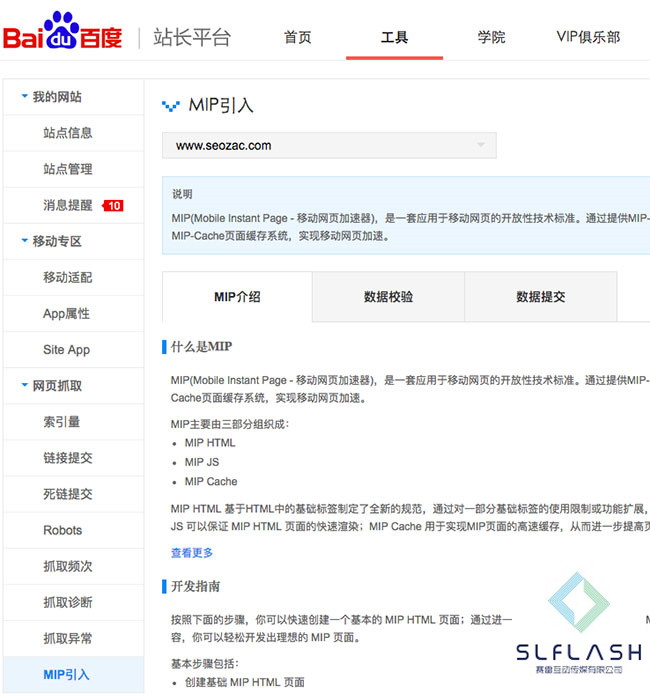 Bai du 百度 站长平台 首页 工具 学院 VIP俱乐部
我的网站
站点信息
站点管理
消息提醒 10
移动专区
移动适配
App属性
Site App
网页抓取
索引量
链接提交
死链提交
Robots
抓取频次
抓取诊断
抓取异常
MIP引入
MIP引入
www.seozac.com
说明
MIP(Mobile Instant Page - 移动网页加速器)，是一套应用于移动网页的开放性技术标准。通过提供MIP-
MIP-Cache页面缓存系统，实现移动网页加速。
MIP介绍 数据校验 数据提交
什么是MIP
MIP(Mobile Instant Page - 移动网页加速器)，是一套应用于移动网页的开放性技术标准。通过提供MIP-
Cache页面缓存系统，实现移动网页加速。
MIP主要由三部分组织成：
• MIP HTML
• MIP JS
• MIP Cache
MIP HTML 基于HTML中的基础标签制定了全新的规范，通过对一部分基础标签的使用限制或功能扩展，
JS 可以保证 MIP HTML 页面的快速渲染；MIP Cache 用于实现MIP页面的高速缓存，从而进一步提高页
查看更多
开发指南
按照下面的步骤，你可以快速创建一个基本的 MIP HTML 页面；通过进一
容，你可以轻松开发出理想的 MIP 页面。
基本步骤包括：
• 创建基础 MIP HTML 页面
SLFLASH
赛雷互动传媒有限公司